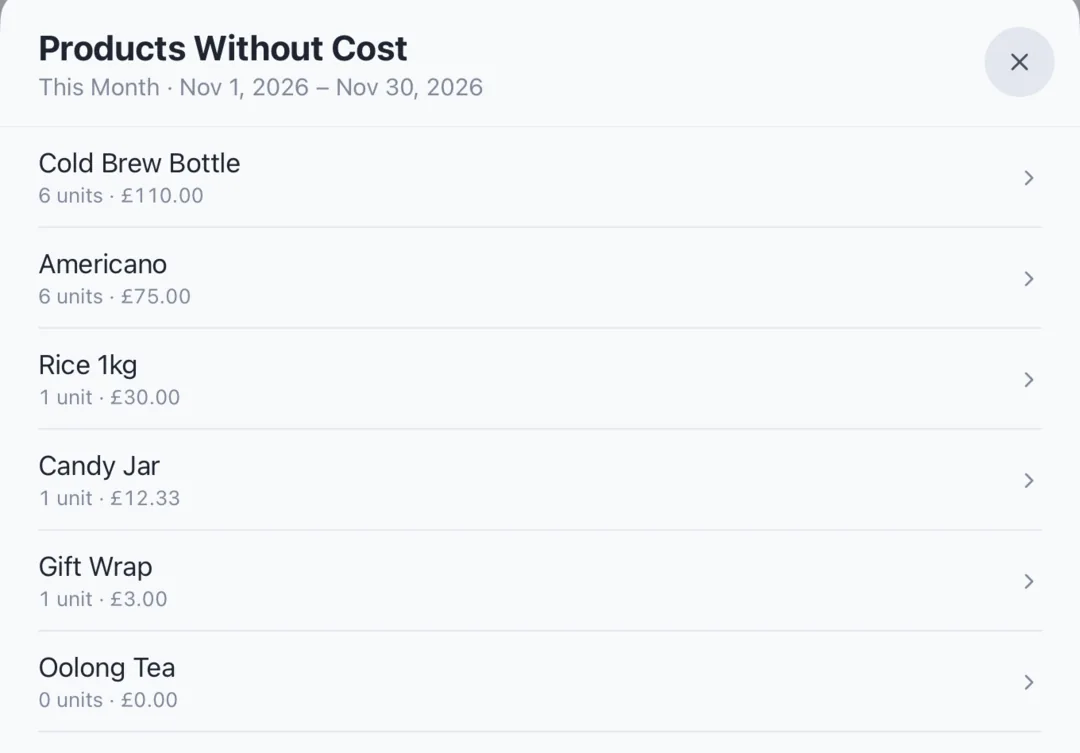 Products Without Cost
This Month · Nov 1, 2026 – Nov 30, 2026
Cold Brew Bottle
6 units · £110.00
Americano
6 units · £75.00
Rice 1kg
1 unit · £30.00
Candy Jar
1 unit · £12.33
Gift Wrap
1 unit · £3.00
Oolong Tea
0 units · £0.00